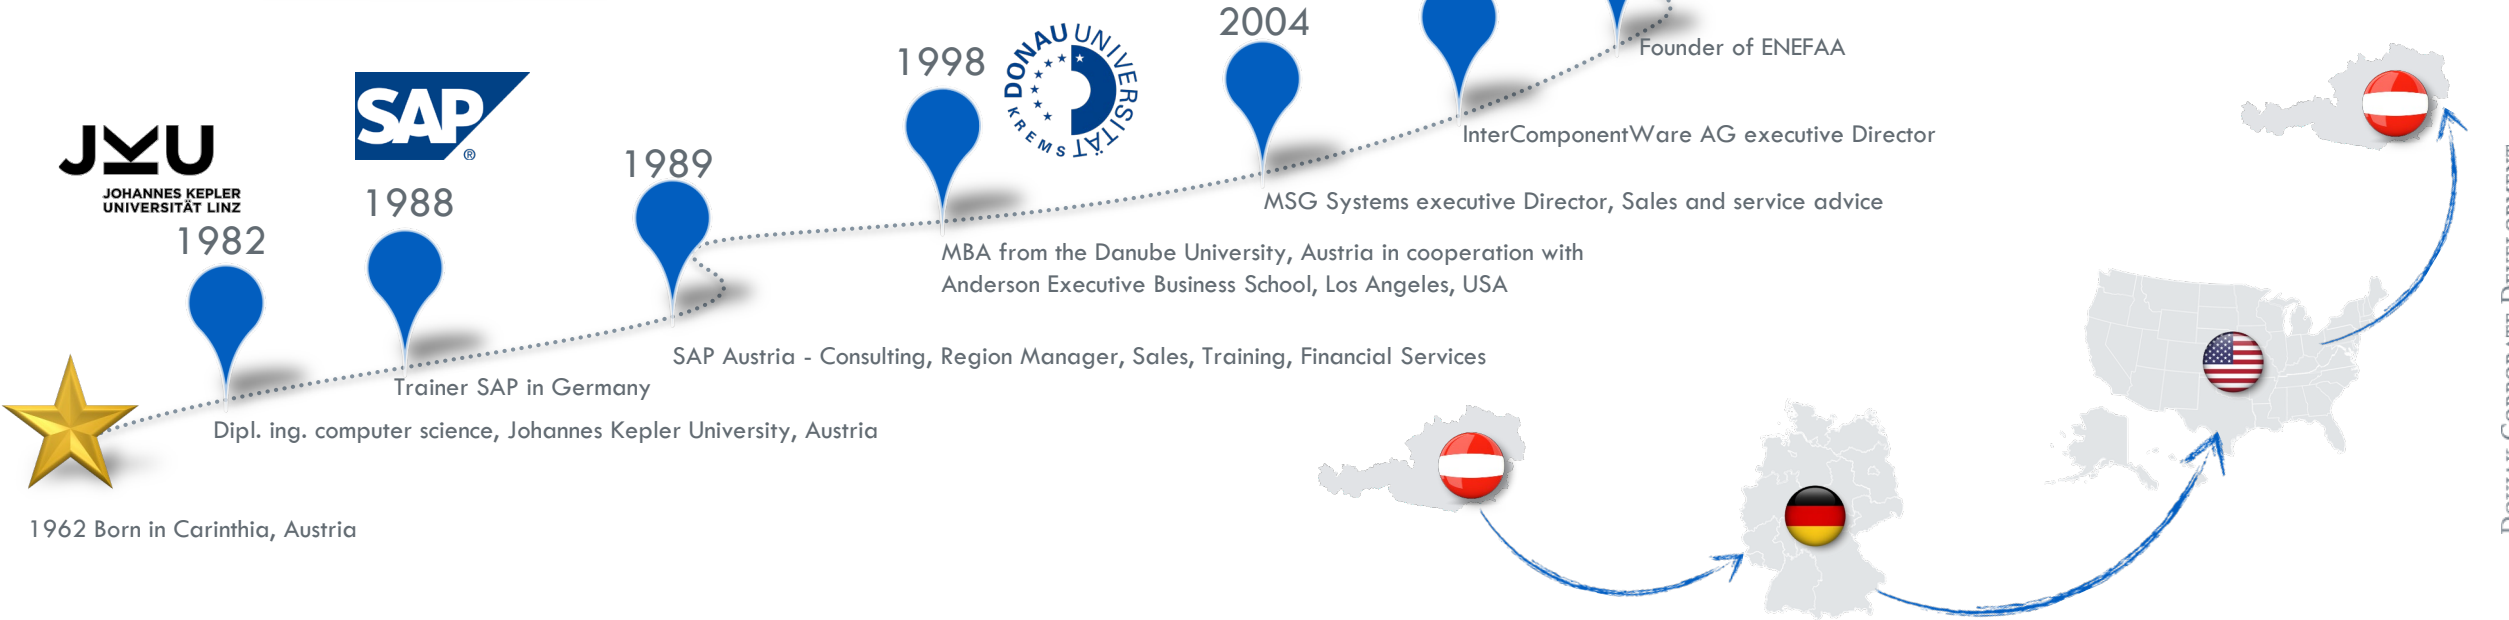 2004
Founder of ENEFAA
1998
DONAU UNIVERSITÄT KREMS
SAP
®
InterComponentWare AG executive Director
JKU
JOHANNES KEPLER
UNIVERSITÄT LINZ
1989
1988
MSG Systems executive Director, Sales and service advice
1982
MBA from the Danube University, Austria in cooperation with
Anderson Executive Business School, Los Angeles, USA
SAP Austria - Consulting, Region Manager, Sales, Training, Financial Services
Trainer SAP in Germany
Dipl. ing. computer science, Johannes Kepler University, Austria
1962 Born in Carinthia, Austria